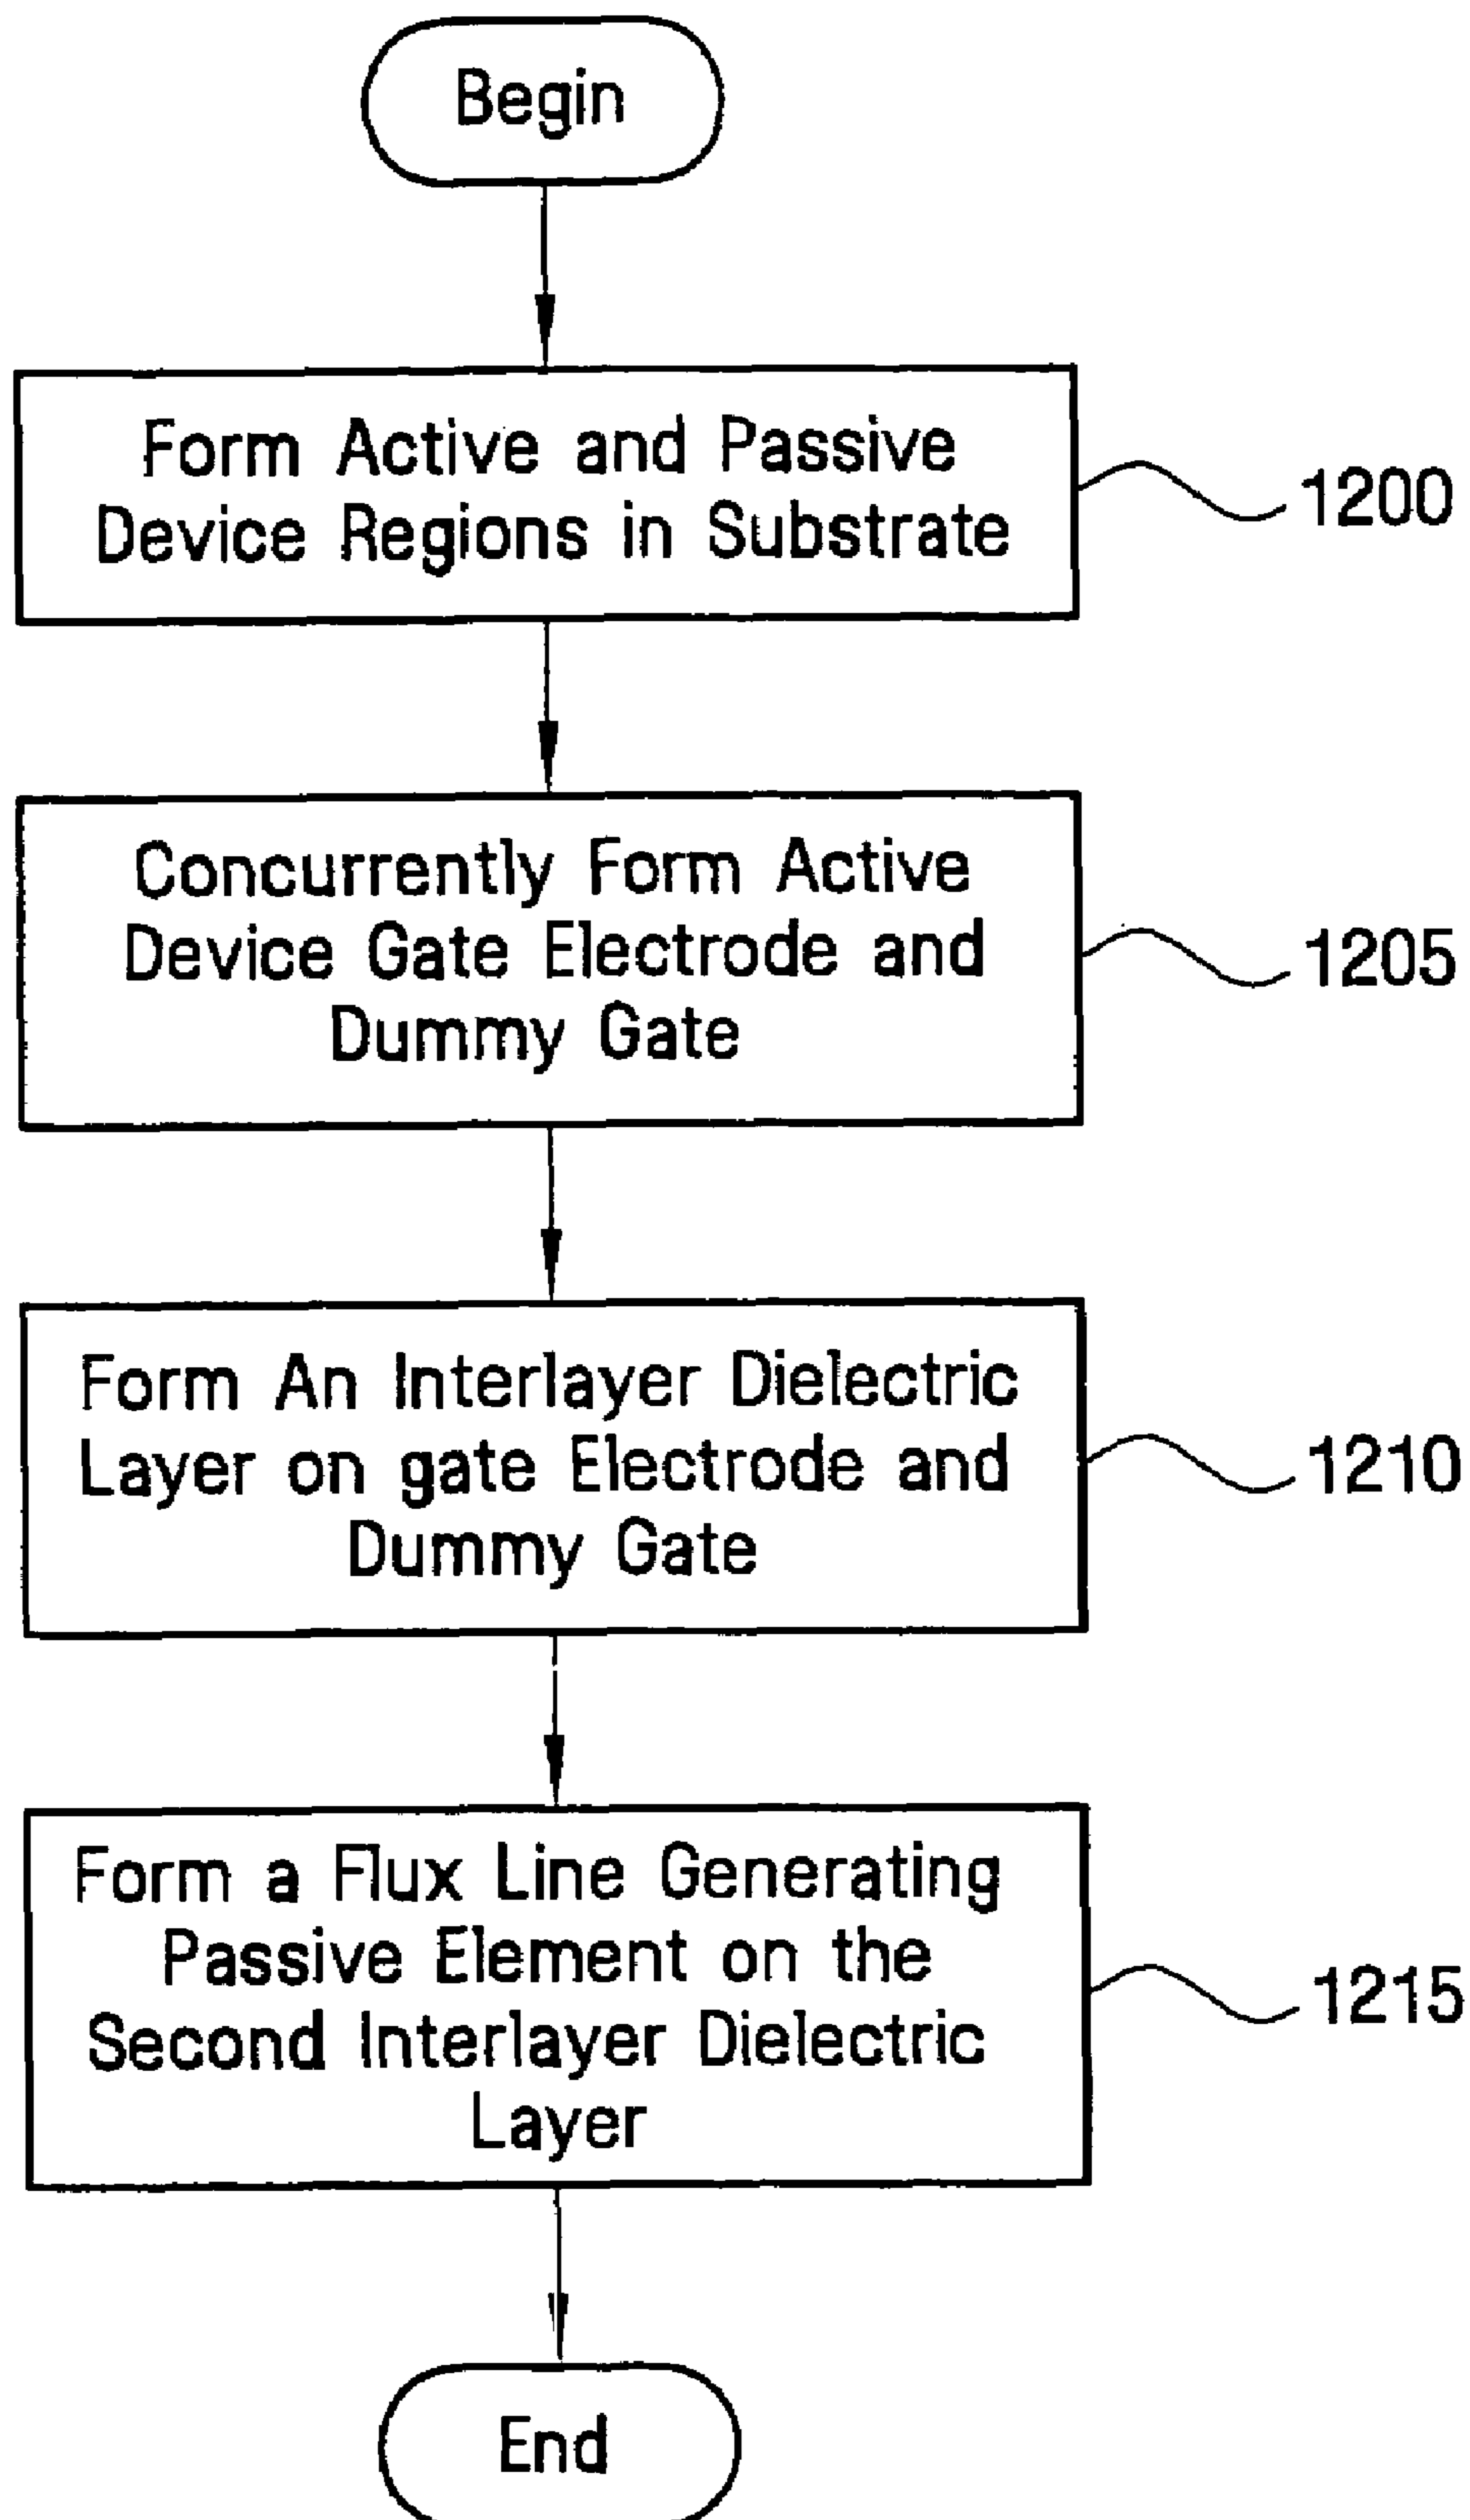 Begin
Form Active and Passive
Device Regions in Substrate
1200
Concurrently Form Active
Device Gate Electrode and
Dummy Gate
1205
Form An Interlayer Dielectric
Layer on gate Electrode and
Dummy Gate
1210
Form a Flux Line Generating
Passive Element on the
Second Interlayer Dielectric
Layer
1215
End